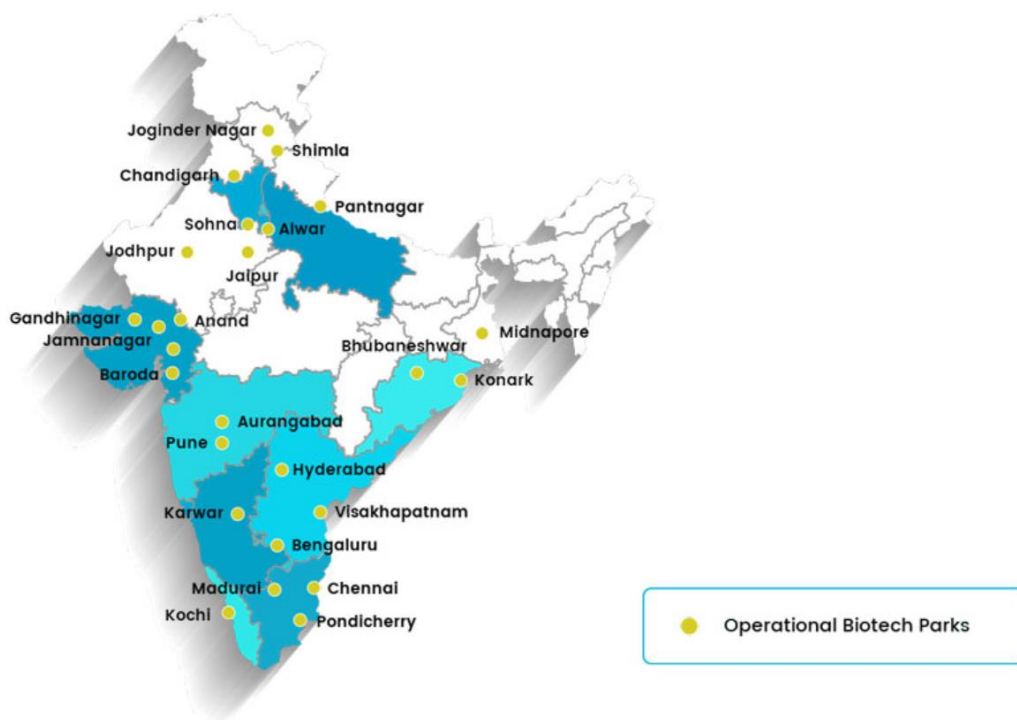 Joginder Nagar
Shimla
Chandigarh
Pantnagar
Sohna
Alwar
Jodhpur
Jaipur
Gandhinagar
Anand
Jamnanagar
Midnapore
Bhubaneshwar
Baroda
Konark
Aurangabad
Pune
Hyderabad
Karwar
Visakhapatnam
Bengaluru
Madurai
Chennai
Kochi
Pondicherry
Operational Biotech Parks